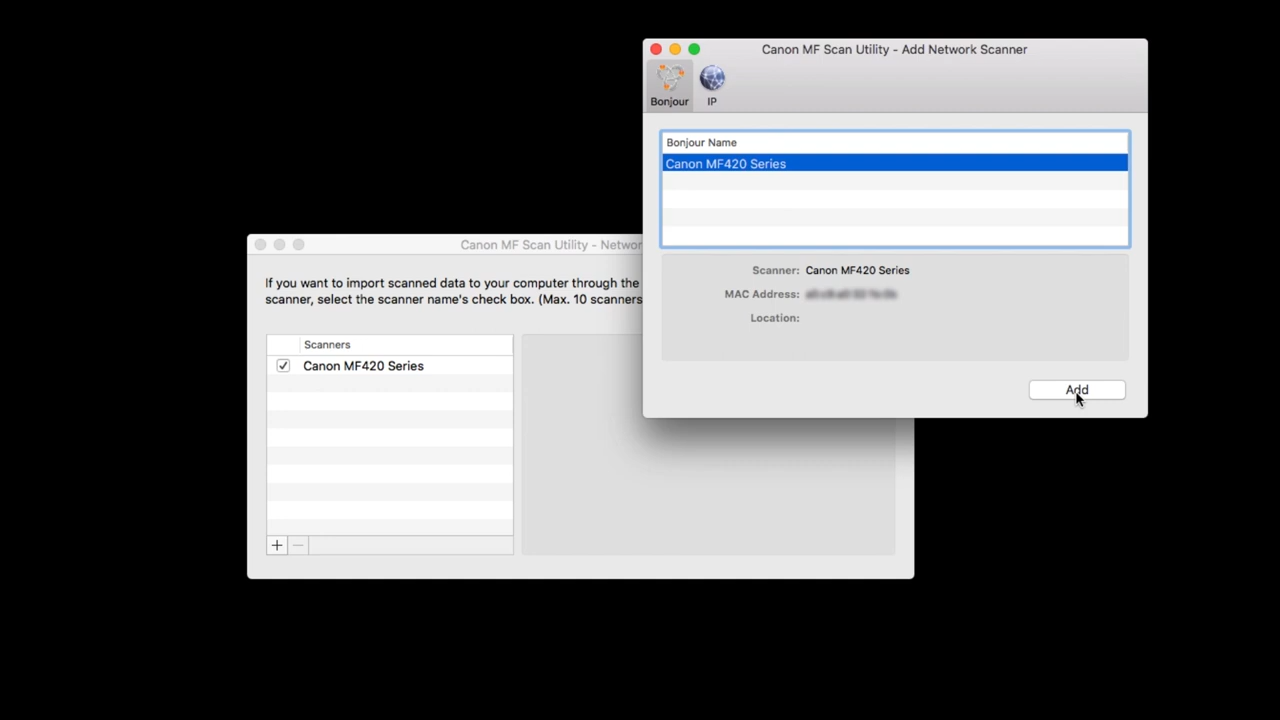 Canon MF Scan Utility - Add Network Scanner
Bonjour
IP
Bonjour Name
Canon MF420 Series
Scanner: Canon MF420 Series
MAC Address:
Location:
Add
Canon MF Scan Utility -
If you want to import scanned data to your computer through the
scanner, select the scanner name's check box. (Max. 10 scanners
Scanners
Canon MF420 Series